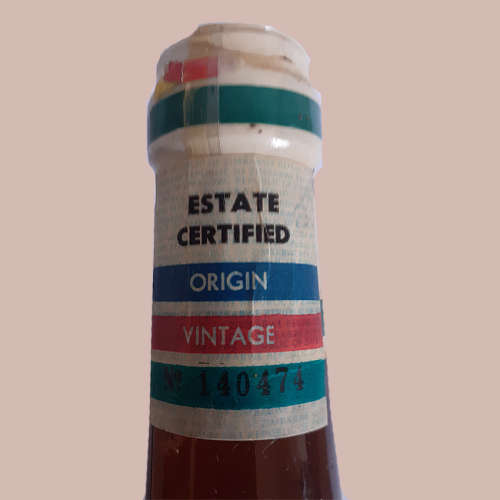 ESTATE
CERTIFIED
ORIGIN
VINTAGE
Nº 140474